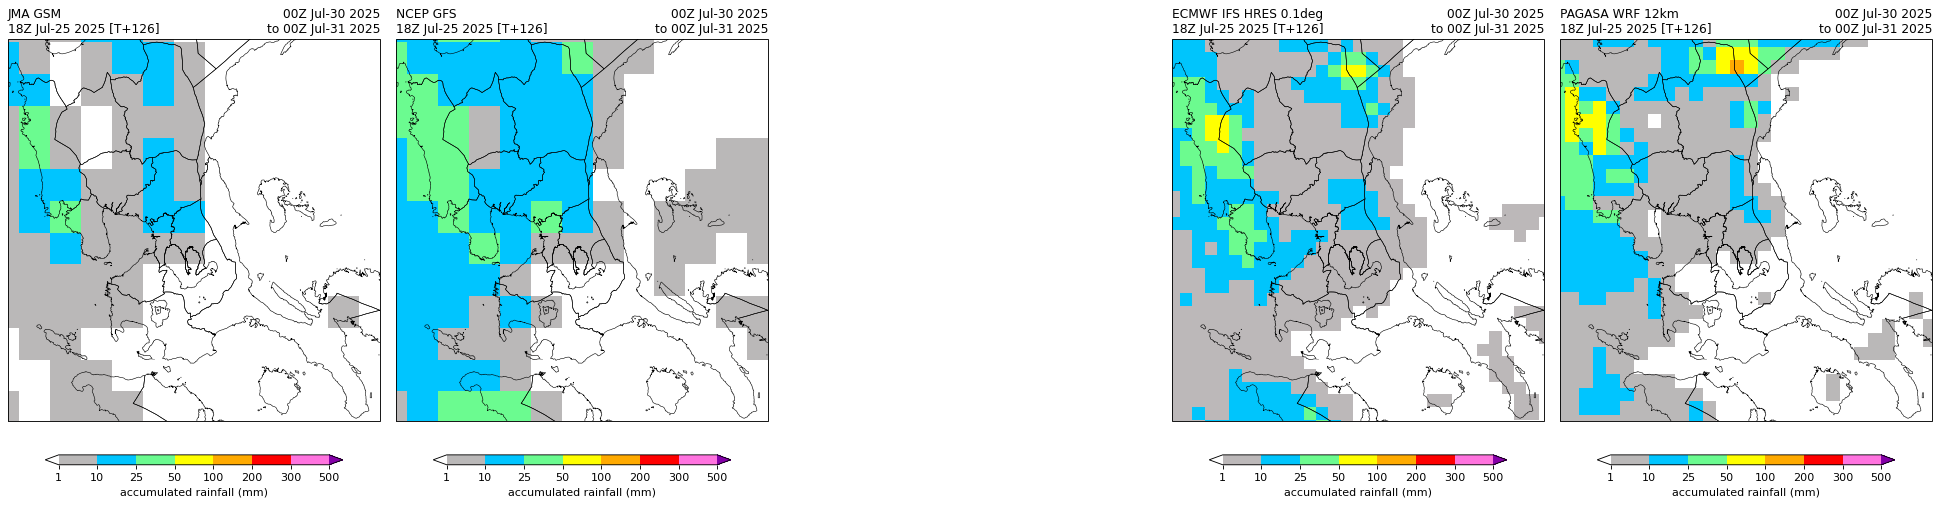 JMA GSM 00Z Jul-30 2025
18Z Jul-25 2025 [T+126] to 00Z Jul-31 2025
NCEP GFS 00Z Jul-30 2025
18Z Jul-25 2025 [T+126] to 00Z Jul-31 2025
ECMWF IFS HRES 0.1deg 00Z Jul-30 2025
18Z Jul-25 2025 [T+126] to 00Z Jul-31 2025
PAGASA WRF 12km 00Z Jul-30 2025
18Z Jul-25 2025 [T+126] to 00Z Jul-31 2025
1 10 25 50 100 200 300 500
accumulated rainfall (mm)
1 10 25 50 100 200 300 500
accumulated rainfall (mm)
1 10 25 50 100 200 300 500
accumulated rainfall (mm)
1 10 25 50 100 200 300 500
accumulated rainfall (mm)